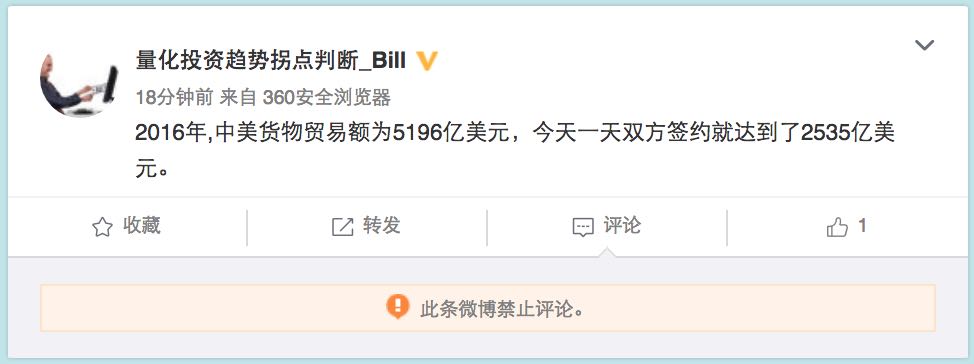 量化投资趋势拐点判断_Bill
18分钟前 来自 360安全浏览器
2016年,中美货物贸易额为5196亿美元，今天一天双方签约就达到了2535亿美
元。
收藏 转发 评论 1
此条微博禁止评论。